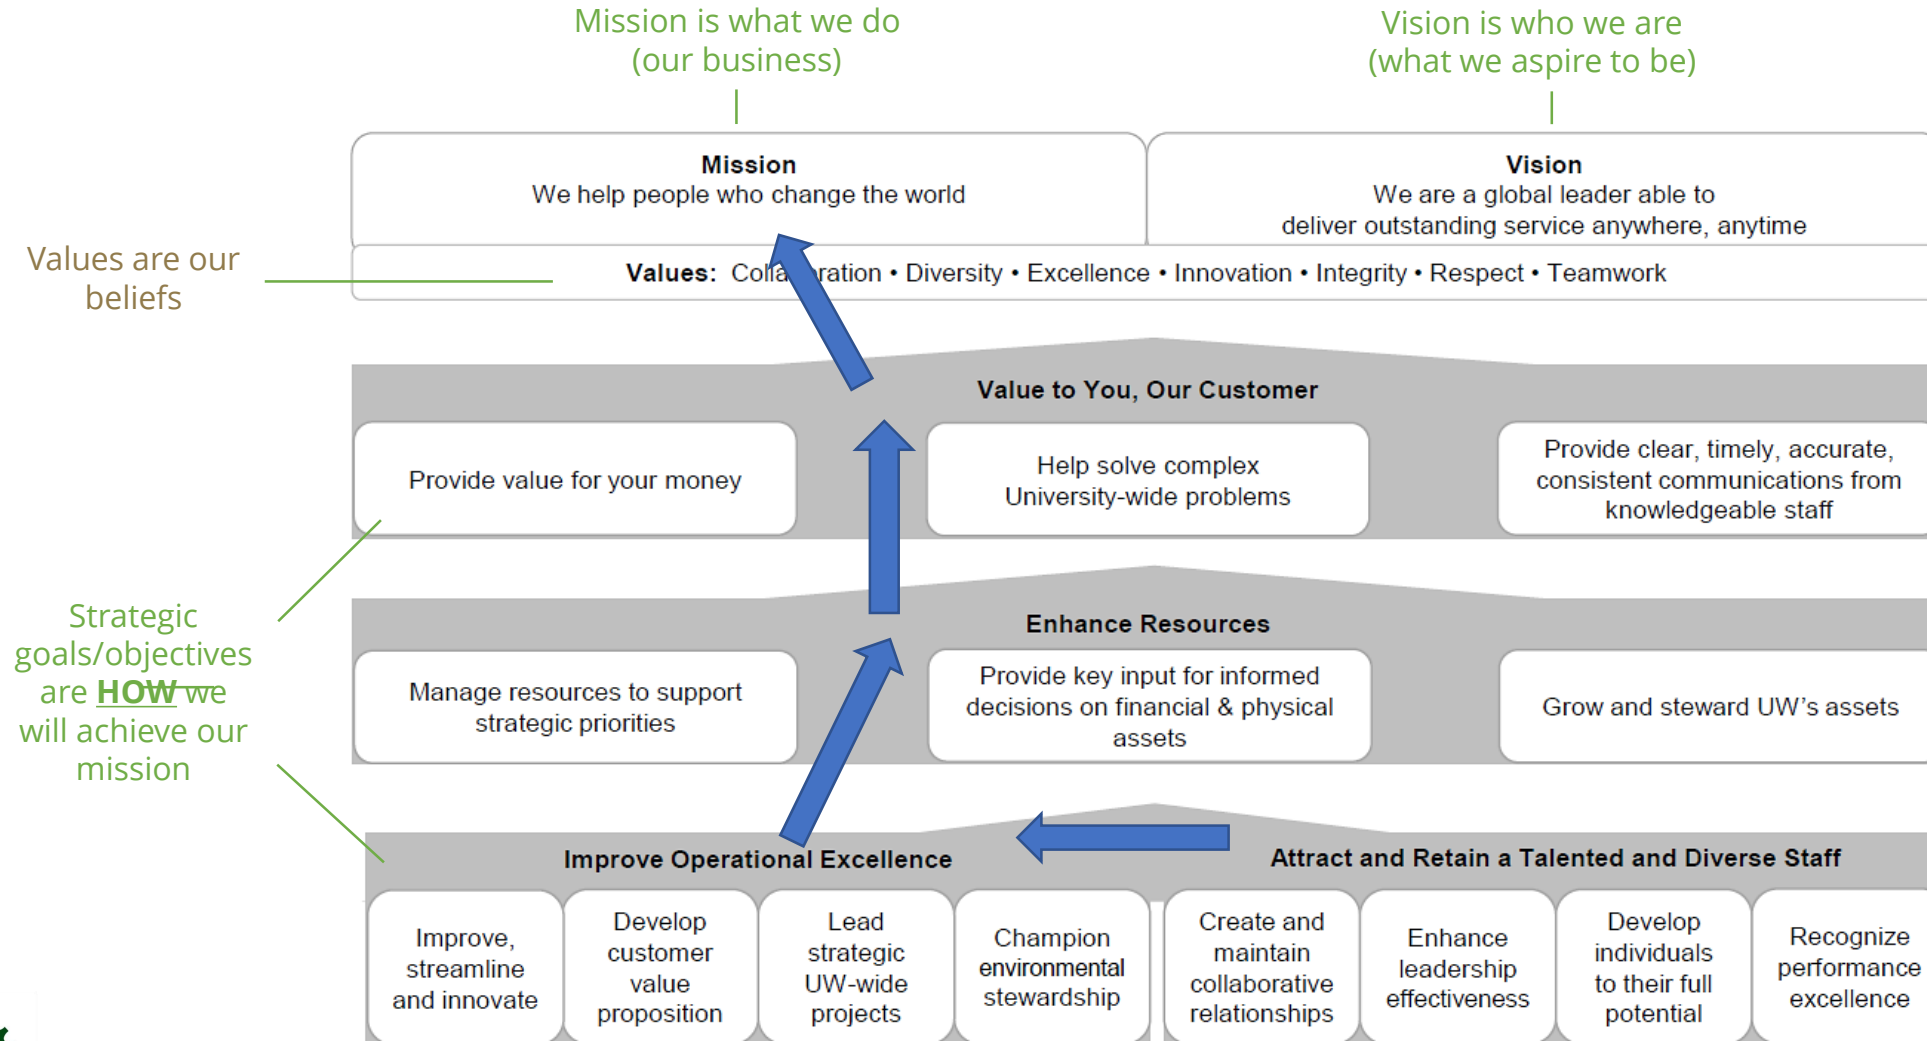 Mission is what we do
(our business)
Vision is who we are
(what we aspire to be)
Mission
We help people who change the world
Vision
We are a global leader able to
deliver outstanding service anywhere, anytime
Values are our
beliefs
Values: Collaboration • Diversity • Excellence • Innovation • Integrity • Respect • Teamwork
Value to You, Our Customer
Provide value for your money
Help solve complex
University-wide problems
Provide clear, timely, accurate,
consistent communications from
knowledgeable staff
Strategic
goals/objectives
are HOW we
will achieve our
mission
Enhance Resources
Manage resources to support
strategic priorities
Provide key input for informed
decisions on financial & physical
assets
Grow and steward UW's assets
Improve Operational Excellence
Attract and Retain a Talented and Diverse Staff
Improve,
streamline
and innovate
Develop
customer
value
proposition
Lead
strategic
UW-wide
projects
Champion
environmental
stewardship
Create and
maintain
collaborative
relationships
Enhance
leadership
effectiveness
Develop
individuals
to their full
potential
Recognize
performance
excellence